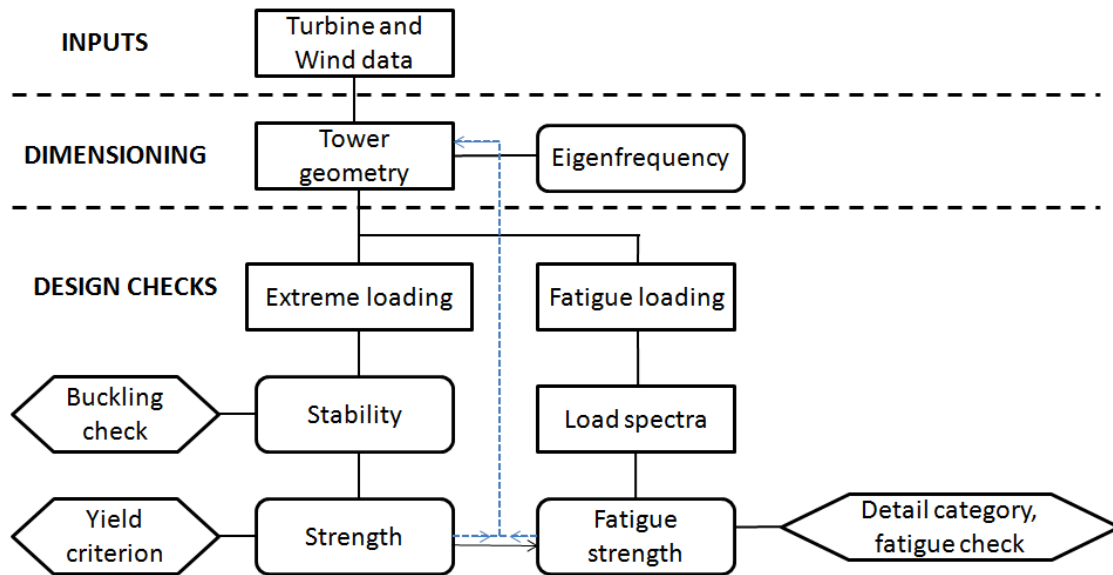 INPUTS
Turbine and
Wind data
DIMENSIONING
Tower
geometry
Eigenfrequency
DESIGN CHECKS
Extreme loading
Fatigue loading
Buckling
check
Stability
Load spectra
Yield
criterion
Strength
Fatigue
strength
Detail category,
fatigue check